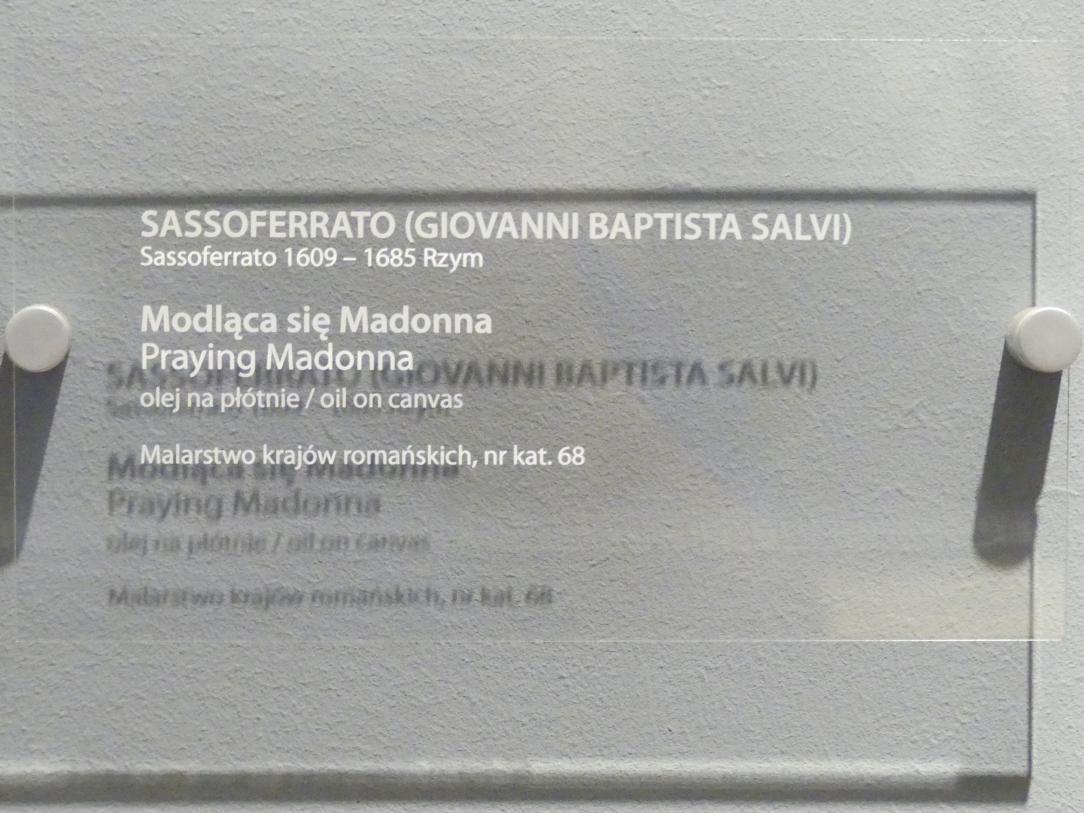 SASSOFERRATO (GIOVANNI BAPTISTA SALVI)
Sassoferrato 1609 – 1685 Rzym
Modląca się Madonna
Praying Madonna
olej na płótnie / oil on canvas
Malarstwo krajów romańskich, nr kat. 68